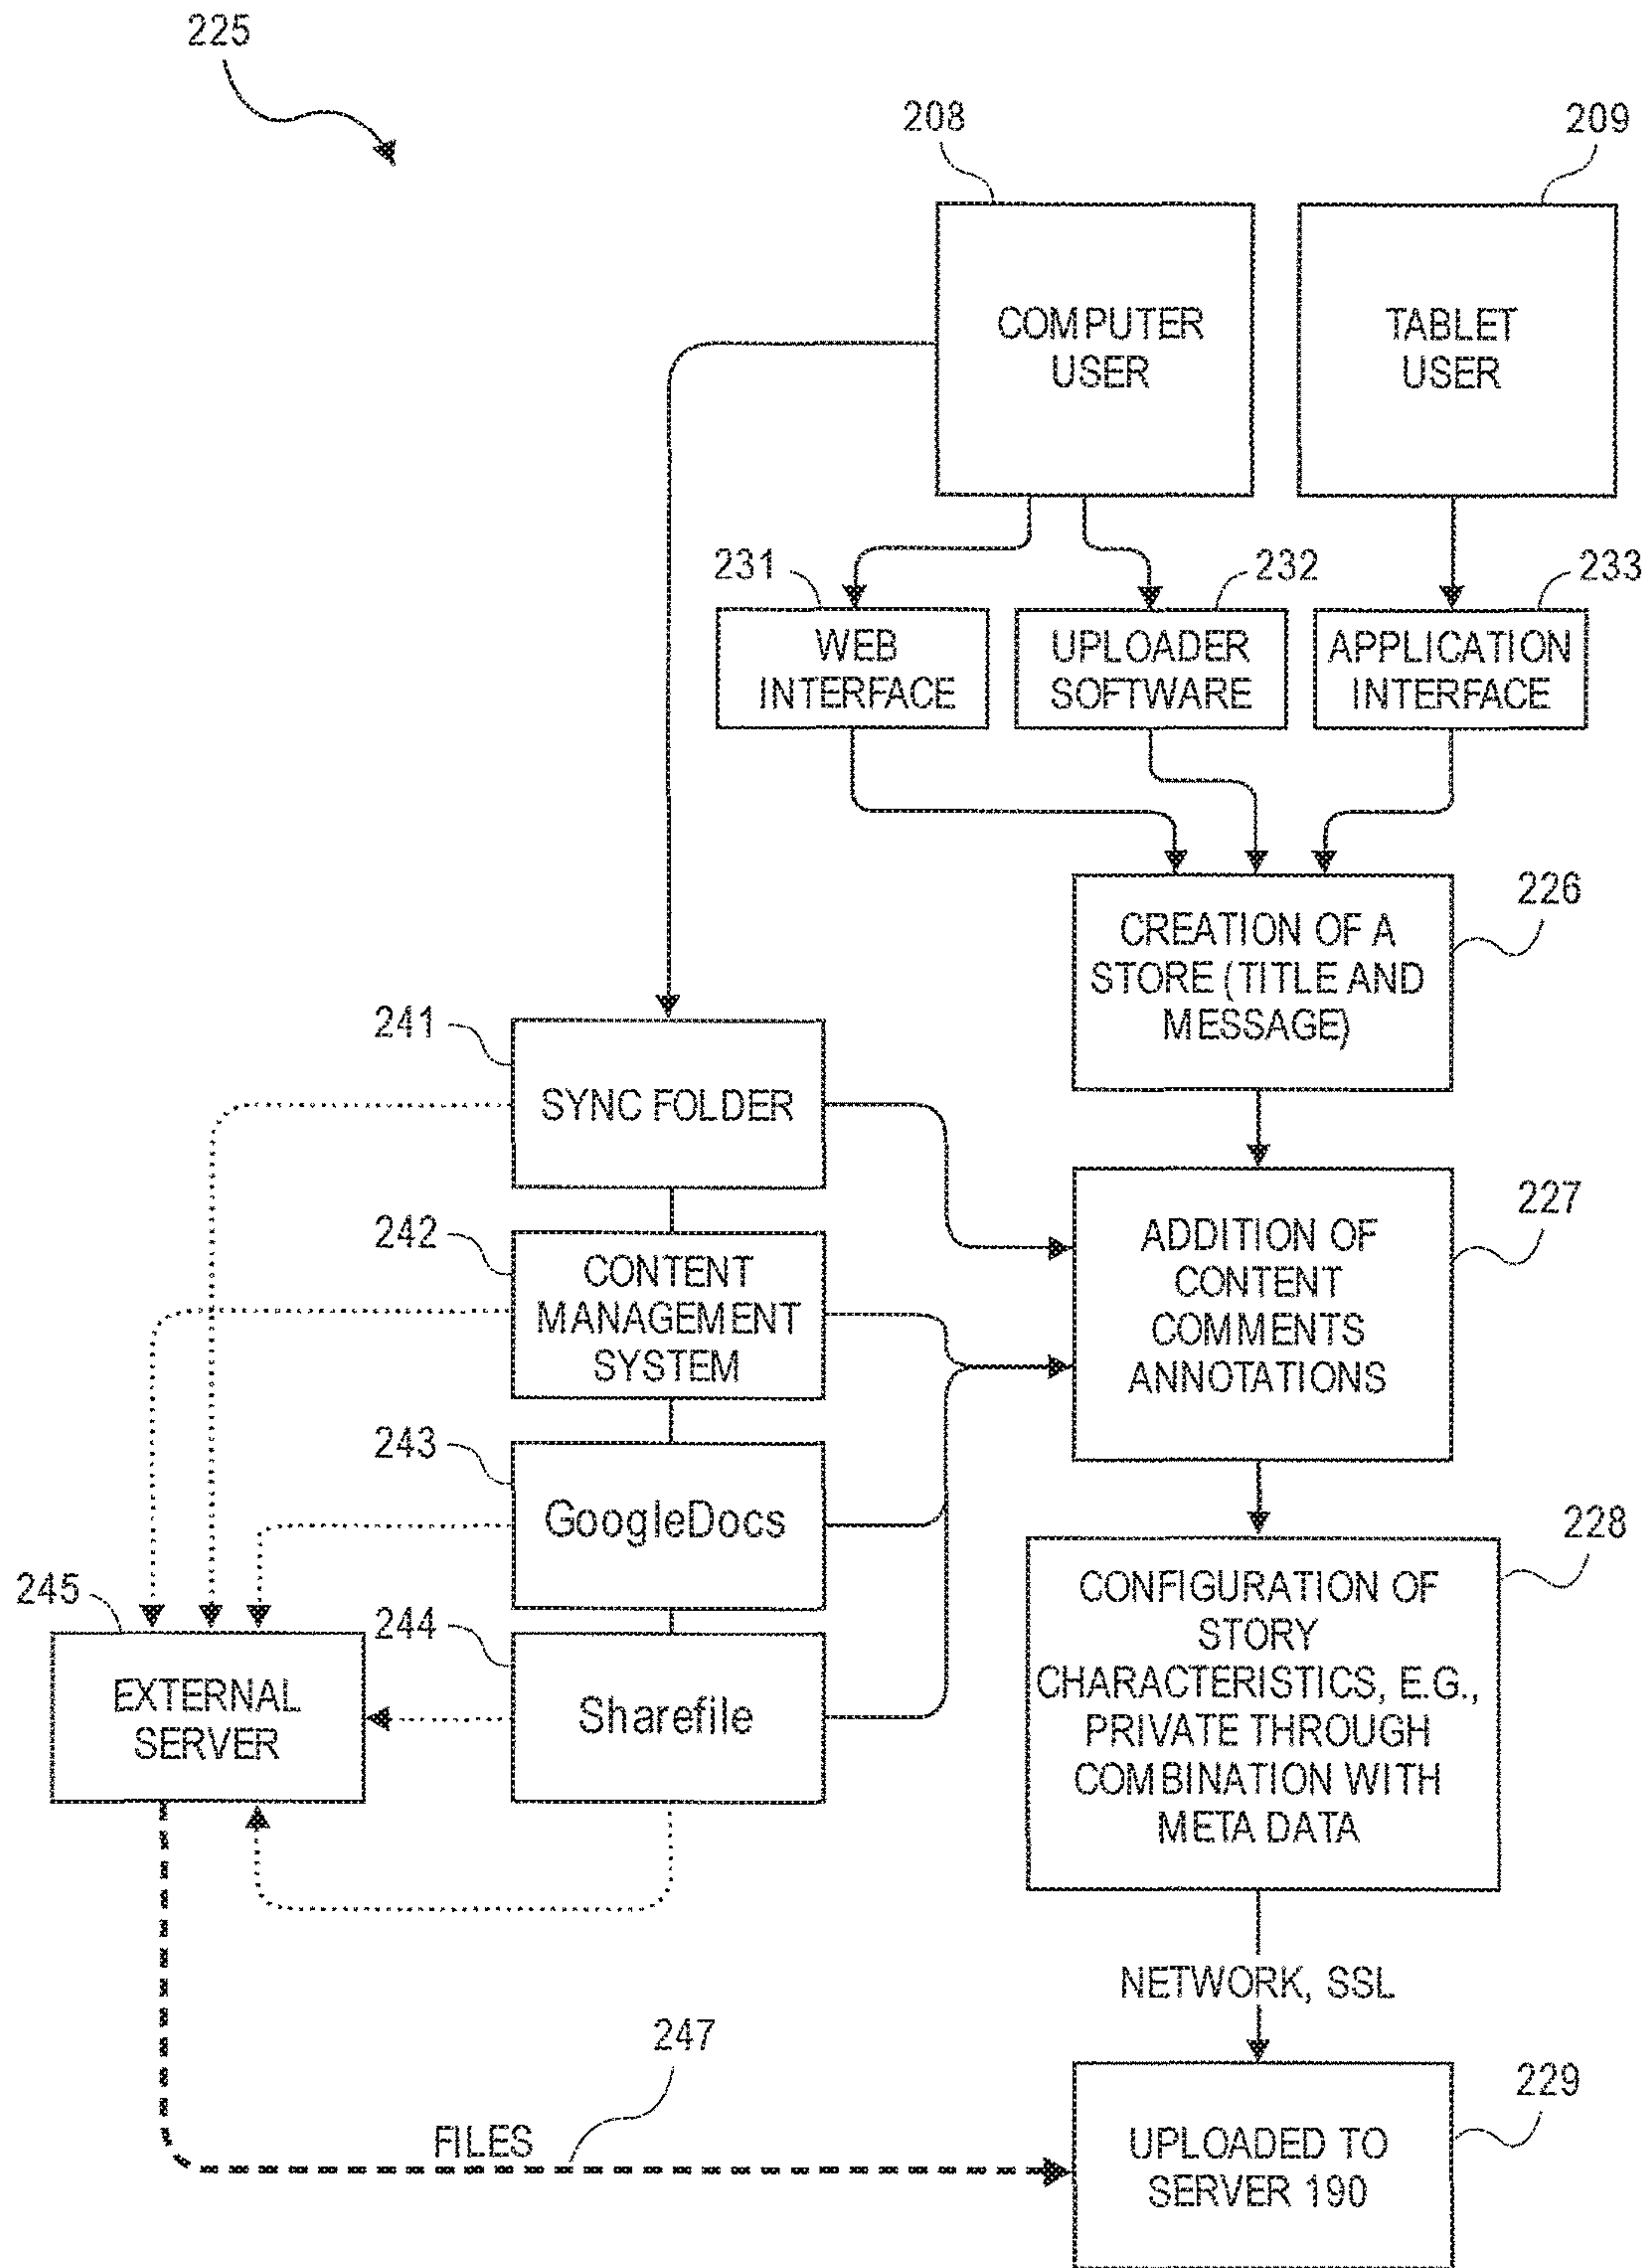 225
208
209
COMPUTER
USER
TABLET
USER
231
232
233
WEB
INTERFACE
UPLOADER
SOFTWARE
APPLICATION
INTERFACE
226
CREATION OF A
STORE (TITLE AND
MESSAGE)
241
SYNC FOLDER
227
ADDITION OF
CONTENT
COMMENTS
ANNOTATIONS
242
CONTENT
MANAGEMENT
SYSTEM
243
GoogleDocs
228
CONFIGURATION OF
STORY
CHARACTERISTICS, E.G.,
PRIVATE THROUGH
COMBINATION WITH
META DATA
245
EXTERNAL
SERVER
244
Sharefile
NETWORK, SSL
247
FILES
229
UPLOADED TO
SERVER 190